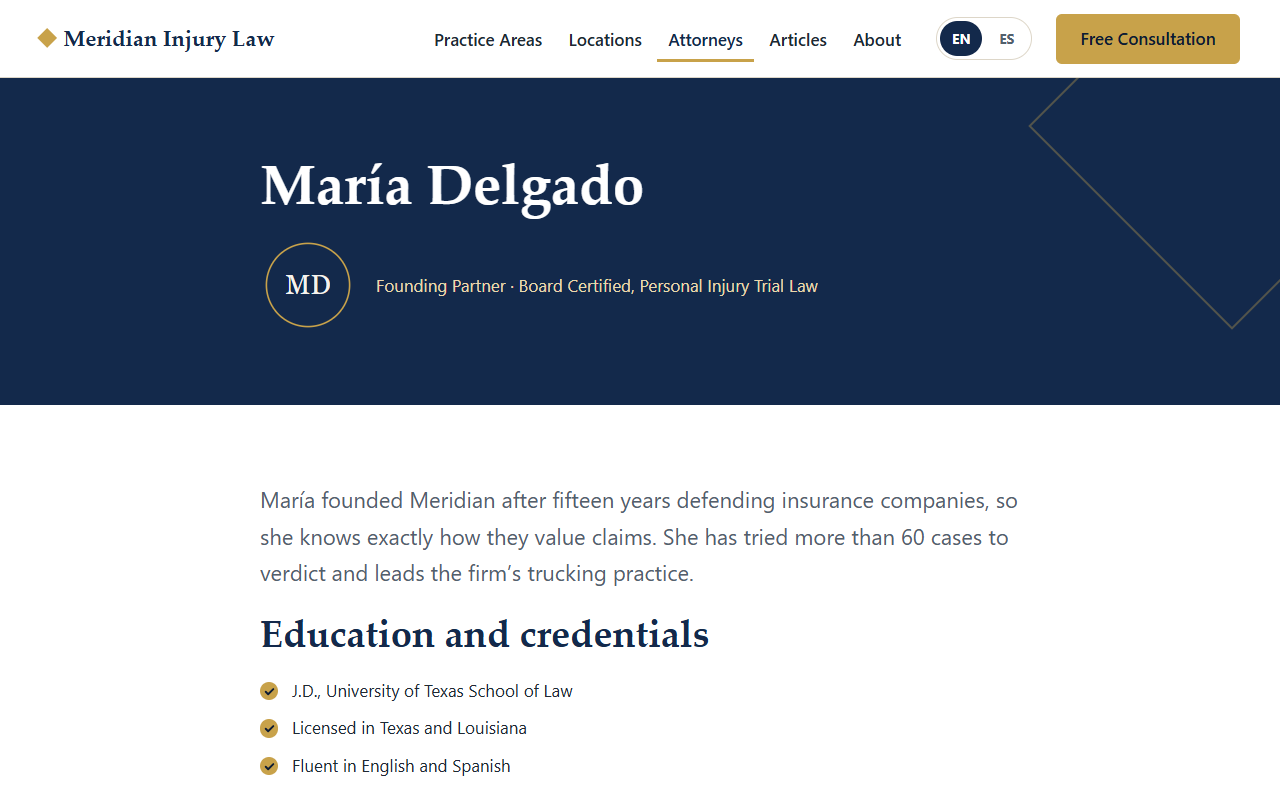 Meridian Injury Law
Practice Areas
Locations
Attorneys
Articles
About
EN
ES
Free Consultation
María Delgado
MD
Founding Partner · Board Certified, Personal Injury Trial Law
María founded Meridian after fifteen years defending insurance companies, so
she knows exactly how they value claims. She has tried more than 60 cases to
verdict and leads the firm’s trucking practice.
Education and credentials
J.D., University of Texas School of Law
Licensed in Texas and Louisiana
Fluent in English and Spanish